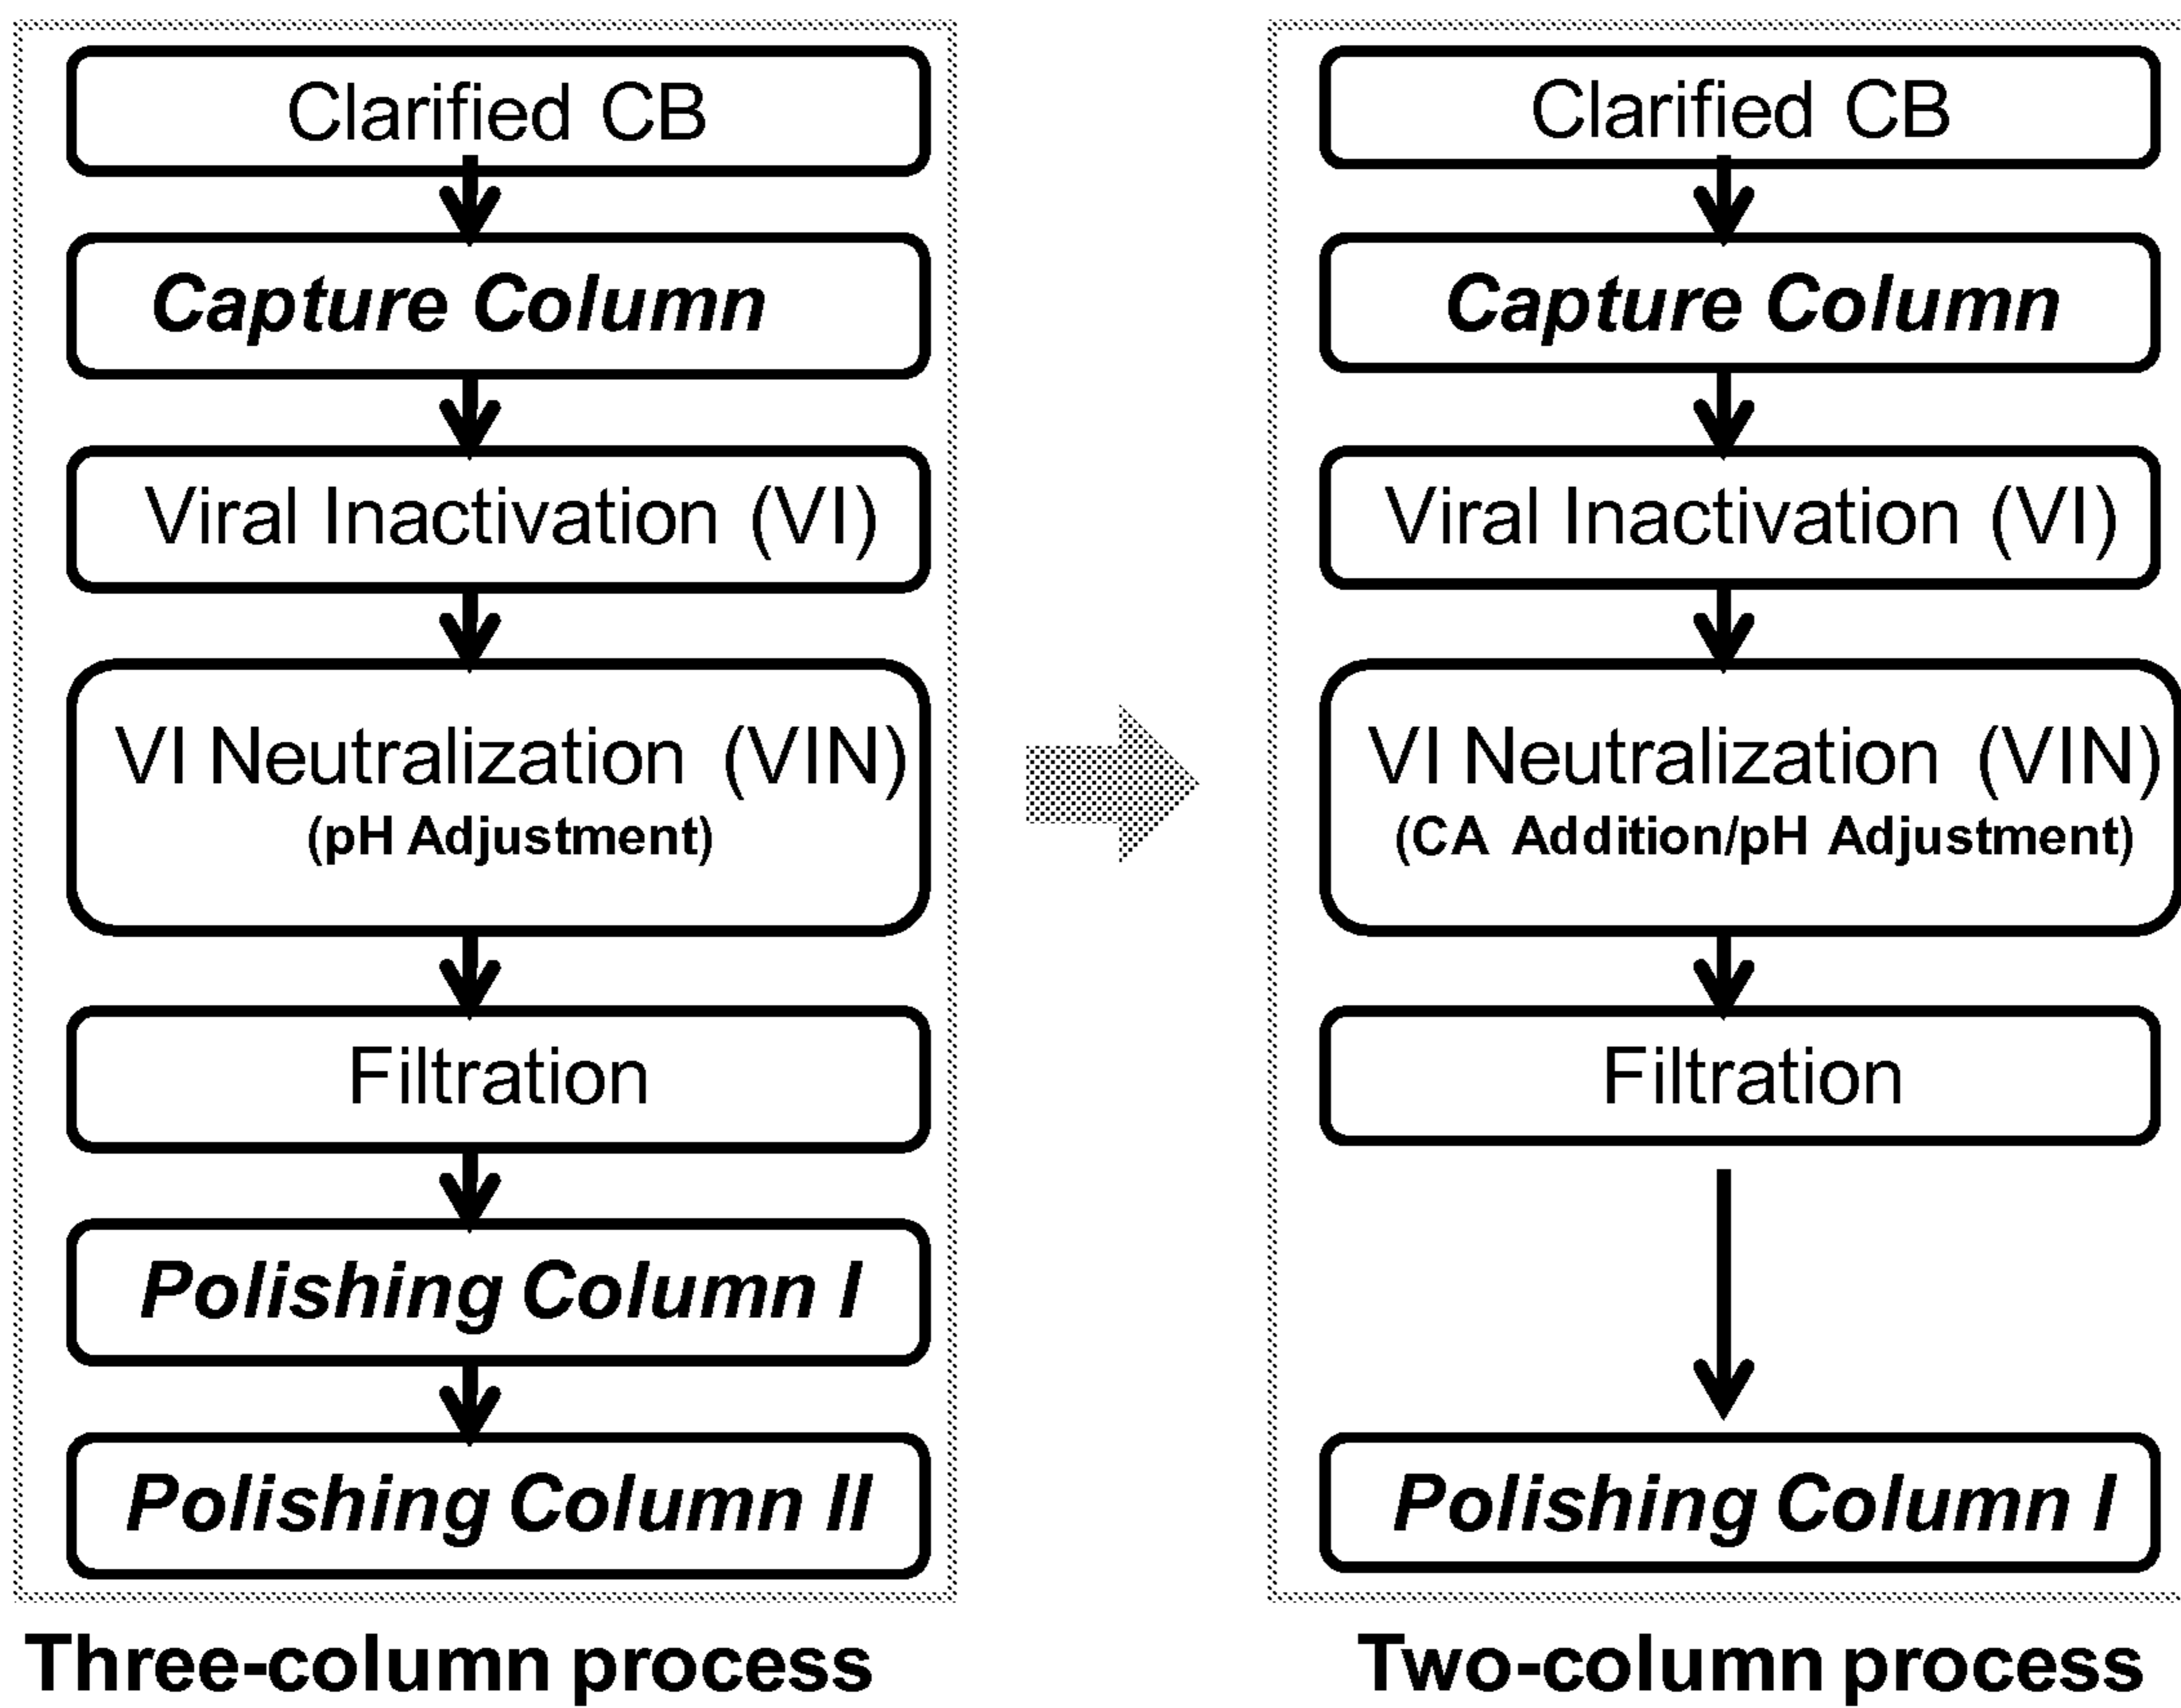 Clarified CB
Capture Column
Viral Inactivation (VI)
VI Neutralization (VIN)
(pH Adjustment)
Filtration
Polishing Column I
Polishing Column II
Three-column process
Clarified CB
Capture Column
Viral Inactivation (VI)
VI Neutralization (VIN)
(CA Addition/pH Adjustment)
Filtration
Polishing Column I
Two-column process